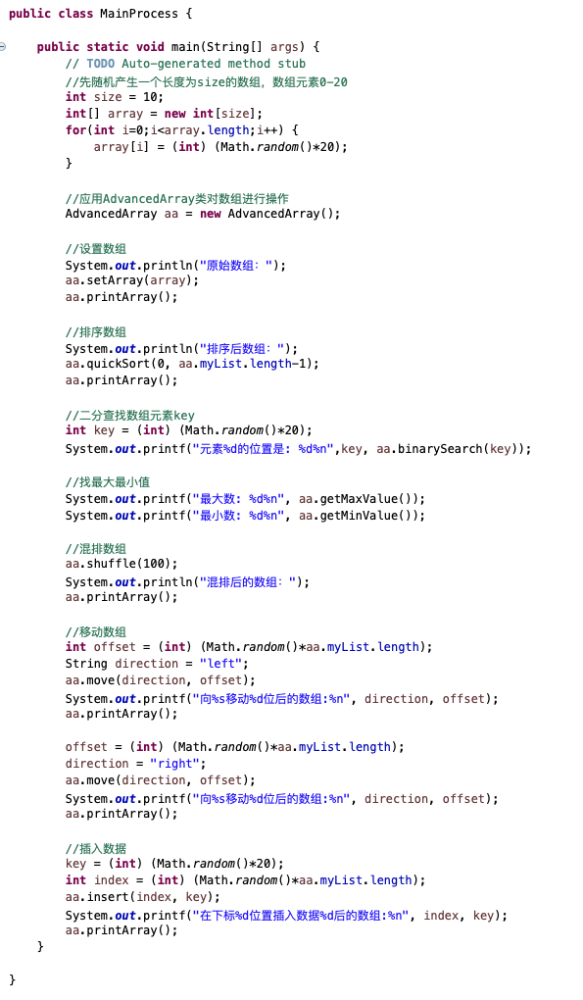 public class MainProcess {
    public static void main(String[] args) {
        // TODO Auto-generated method stub
        //先随机产生一个长度为size的数组，数组元素0-20
        int size = 10;
        int[] array = new int[size];
        for(int i=0;i<array.length;i++) {
            array[i] = (int) (Math.random()*20);
        }
        //应用AdvancedArray类对数组进行操作
        AdvancedArray aa = new AdvancedArray();
        //设置数组
        System.out.println("原始数组：");
        aa.setArray(array);
        aa.printArray();
        //排序数组
        System.out.println("排序后数组：");
        aa.quickSort(0, aa.myList.length-1);
        aa.printArray();
        //二分查找数组元素key
        int key = (int) (Math.random()*20);
        System.out.printf("元素%d的位置是: %d%n",key, aa.binarySearch(key));
        //找最大最小值
        System.out.printf("最大数: %d%n", aa.getMaxValue());
        System.out.printf("最小数: %d%n", aa.getMinValue());
        //混排数组
        aa.shuffle(100);
        System.out.println("混排后的数组：");
        aa.printArray();
        //移动数组
        int offset = (int) (Math.random()*aa.myList.length);
        String direction = "left";
        aa.move(direction, offset);
        System.out.printf("向%s移动%d位后的数组:%n", direction, offset);
        aa.printArray();
        offset = (int) (Math.random()*aa.myList.length);
        direction = "right";
        aa.move(direction, offset);
        System.out.printf("向%s移动%d位后的数组:%n", direction, offset);
        aa.printArray();
        //插入数据
        key = (int) (Math.random()*20);
        int index = (int) (Math.random()*aa.myList.length);
        aa.insert(index, key);
        System.out.printf("在下标%d位置插入数据%d后的数组:%n", index, key);
        aa.printArray();
    }
}